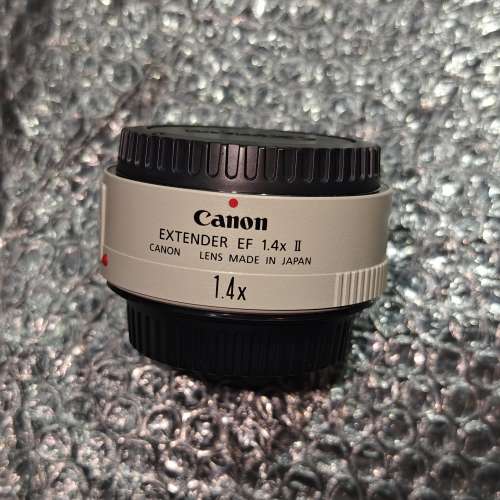 Canon
EXTENDER EF 1.4x II
CANON LENS MADE IN JAPAN
1.4x